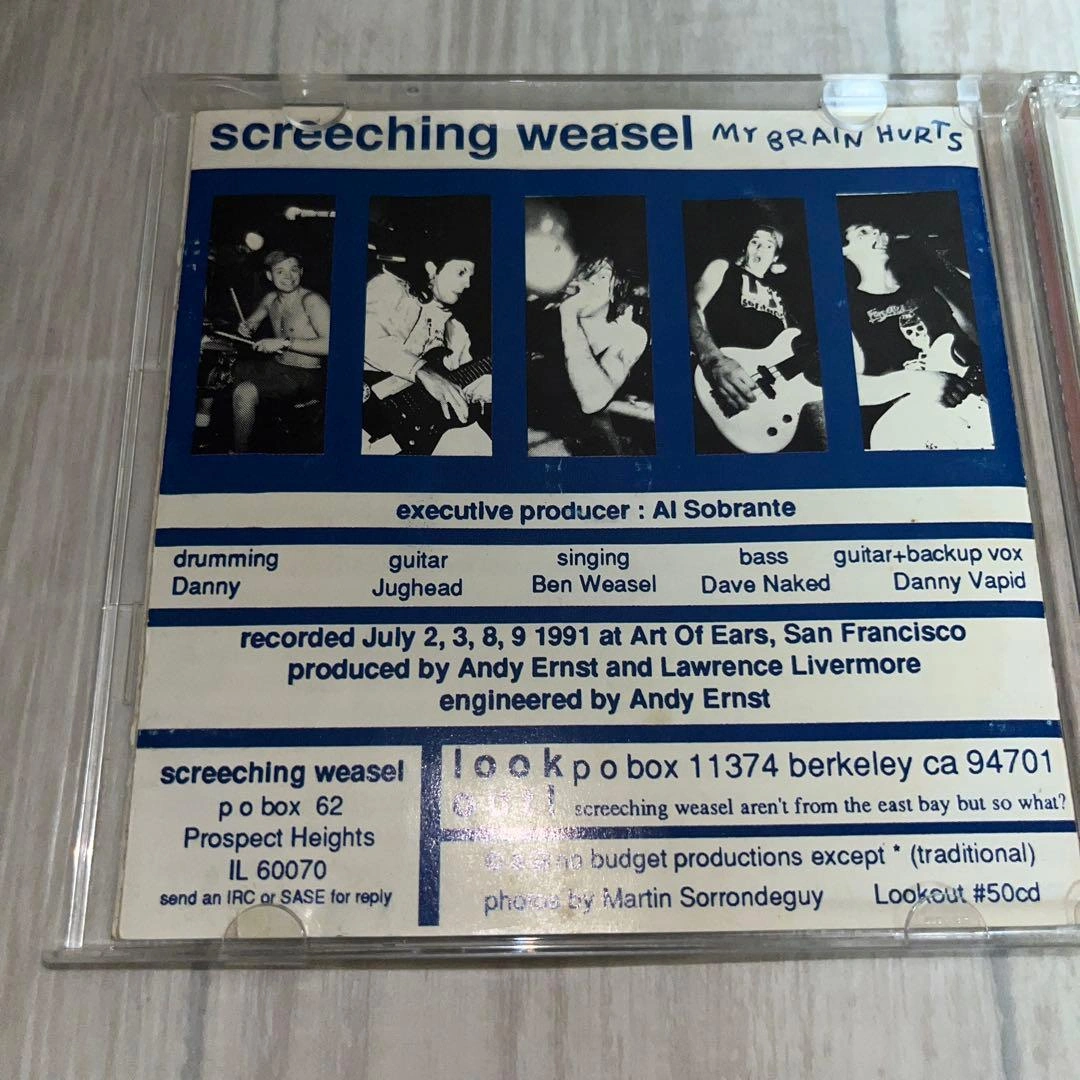 screeching weasel MY BRAIN HURTS
executive producer : Al Sobrante
drumming guitar singing bass guitar+backup vox
Danny Jughead Ben Weasel Dave Naked Danny Vapid
recorded July 2, 3, 8, 9 1991 at Art Of Ears, San Francisco
produced by Andy Ernst and Lawrence Livermore
engineered by Andy Ernst
screeching weasel
p o box 62
Prospect Heights
IL 60070
send an IRC or SASE for reply
look p o box 11374 berkeley ca 94701
out! screeching weasel aren't from the east bay but so what?
no budget productions except * (traditional)
photos by Martin Sorrondeguy Lookout #50cd